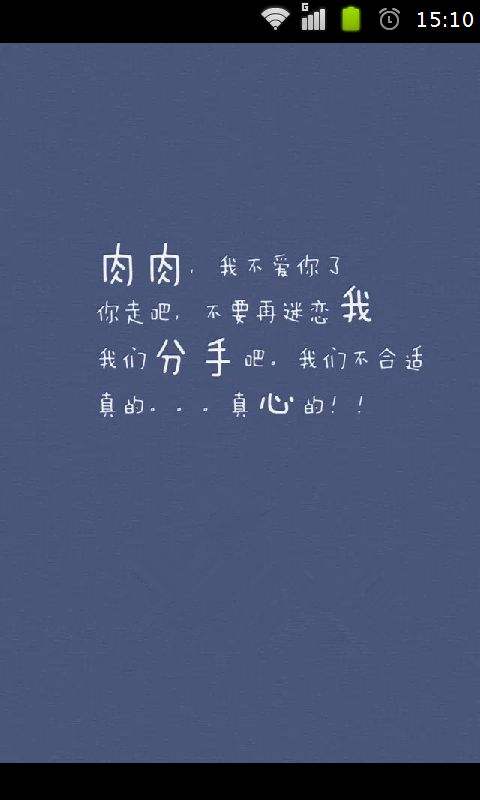 15:10
肉肉，我不爱你了
你走吧，不要再迷恋我
我们分手吧。我们不合适
真的。。。真心的！！